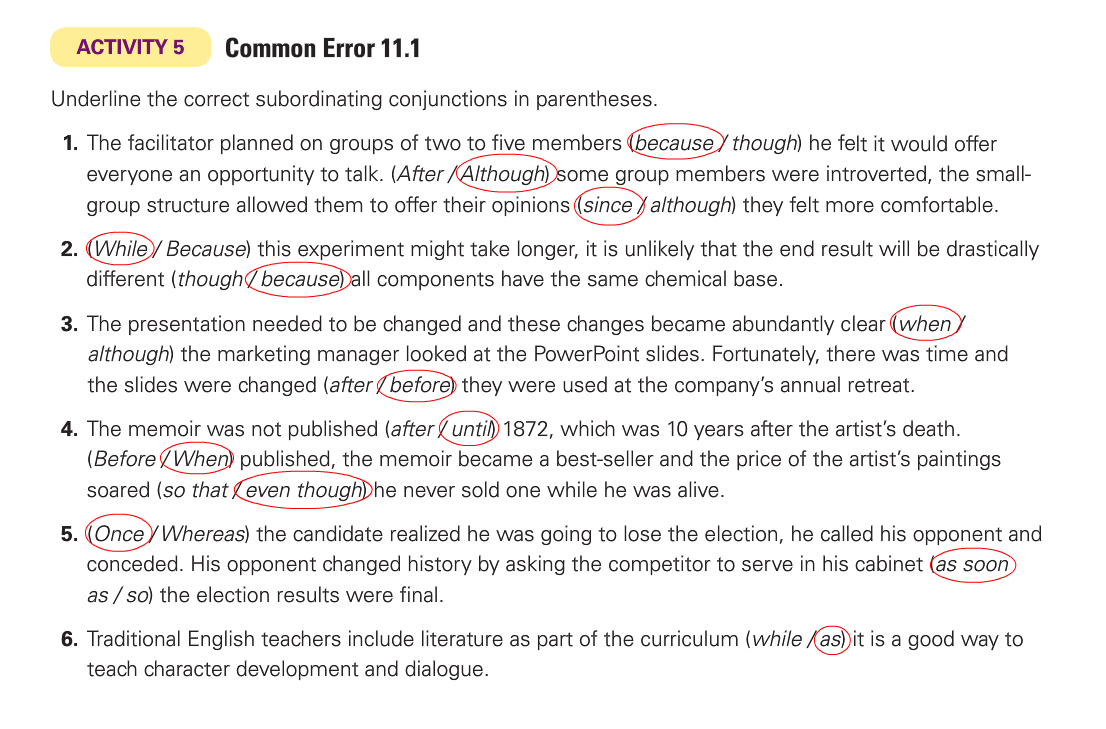 ACTIVITY 5 Common Error 11.1
Underline the correct subordinating conjunctions in parentheses.
1. The facilitator planned on groups of two to five members (because / though) he felt it would offer
everyone an opportunity to talk. (After / Although) some group members were introverted, the small-
group structure allowed them to offer their opinions (since / although) they felt more comfortable.
2. (While / Because) this experiment might take longer, it is unlikely that the end result will be drastically
different (though / because) all components have the same chemical base.
3. The presentation needed to be changed and these changes became abundantly clear (when /
although) the marketing manager looked at the PowerPoint slides. Fortunately, there was time and
the slides were changed (after / before) they were used at the company’s annual retreat.
4. The memoir was not published (after / until) 1872, which was 10 years after the artist’s death.
(Before / When) published, the memoir became a best-seller and the price of the artist’s paintings
soared (so that / even though) he never sold one while he was alive.
5. (Once / Whereas) the candidate realized he was going to lose the election, he called his opponent and
conceded. His opponent changed history by asking the competitor to serve in his cabinet (as soon
as / so) the election results were final.
6. Traditional English teachers include literature as part of the curriculum (while / as) it is a good way to
teach character development and dialogue.